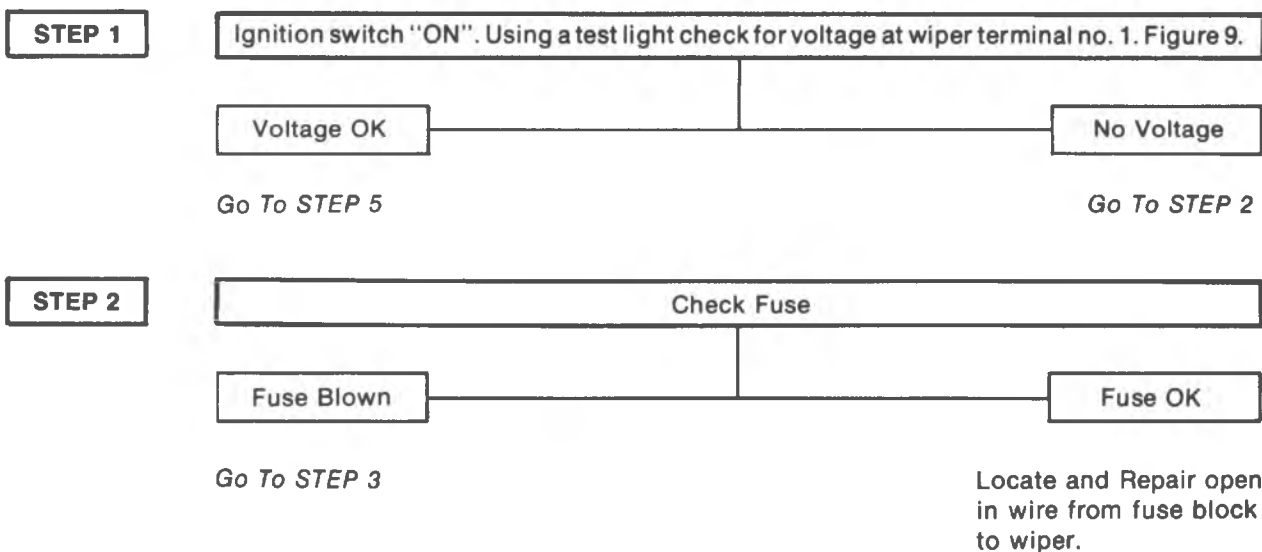 STEP 1
Ignition switch "ON". Using a test light check for voltage at wiper terminal no. 1. Figure 9.
Voltage OK
No Voltage
Go To STEP 5
Go To STEP 2
STEP 2
Check Fuse
Fuse Blown
Fuse OK
Go To STEP 3
Locate and Repair open
in wire from fuse block
to wiper.